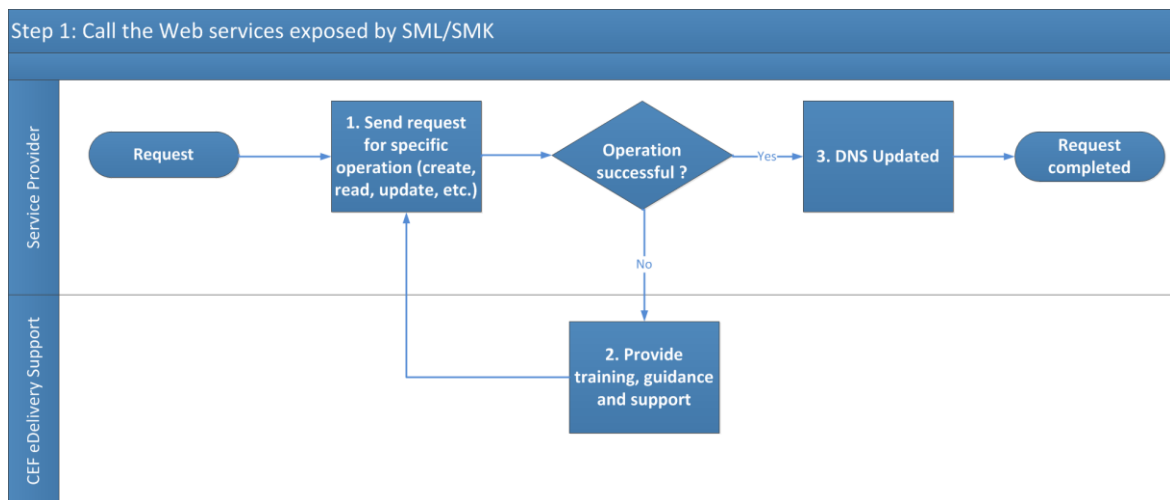 Step 1: Call the Web services exposed by SML/SMK
Service Provider
Request
1. Send request
for specific
operation (create,
read, update, etc.)
Operation
successful ?
Yes
3. DNS Updated
Request
completed
No
CEF eDelivery Support
2. Provide
training, guidance
and support